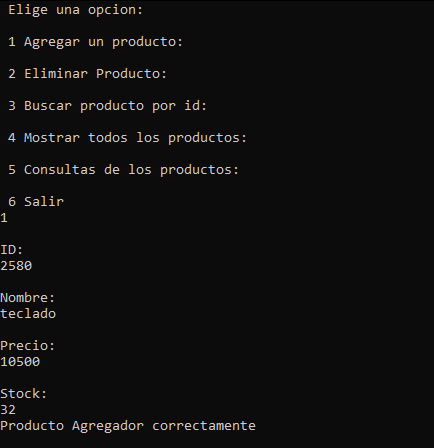 Elige una opcion:
1 Agregar un producto:
2 Eliminar Producto:
3 Buscar producto por id:
4 Mostrar todos los productos:
5 Consultas de los productos:
6 Salir
1
ID:
2580
Nombre:
teclado
Precio:
10500
Stock:
32
Producto Agregador correctamente